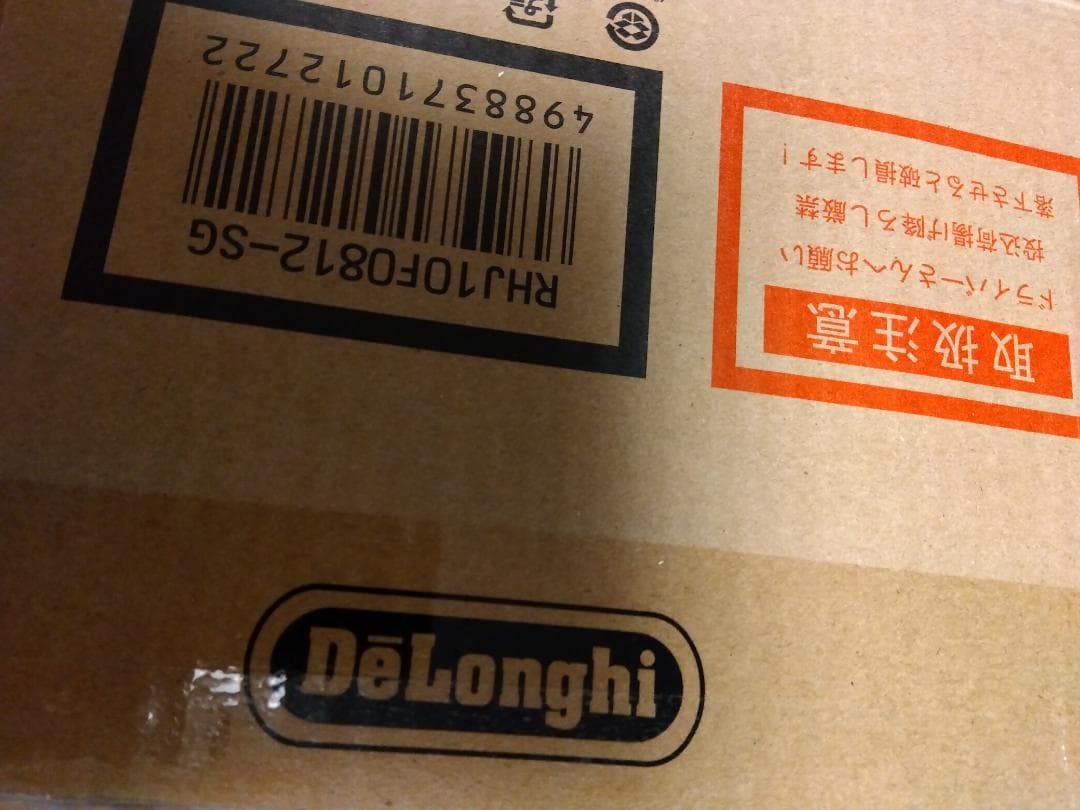 RHJ10F0812-SG
4988371012722
取扱注意
ドライバーさんへお願い
投込荷揚げ降ろし厳禁
落下させると破損します!
DēLonghi